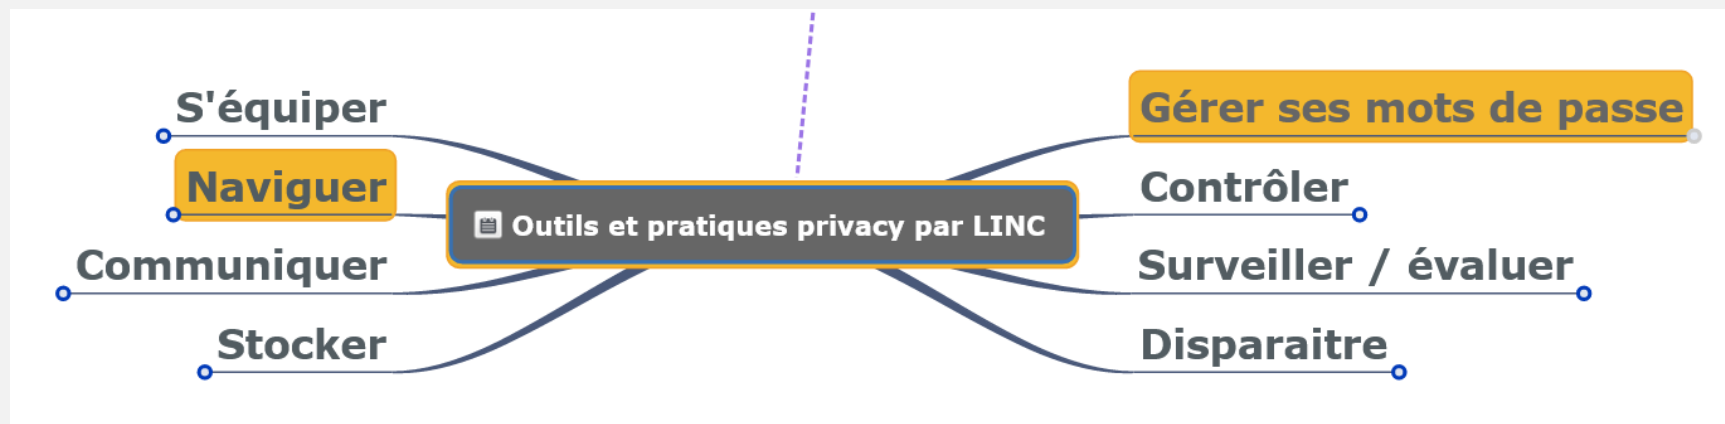 S'équiper
Naviguer
Communiquer
Stocker
Outils et pratiques privacy par LINC
Gérer ses mots de passe
Contrôler
Surveiller / évaluer
Disparaitre